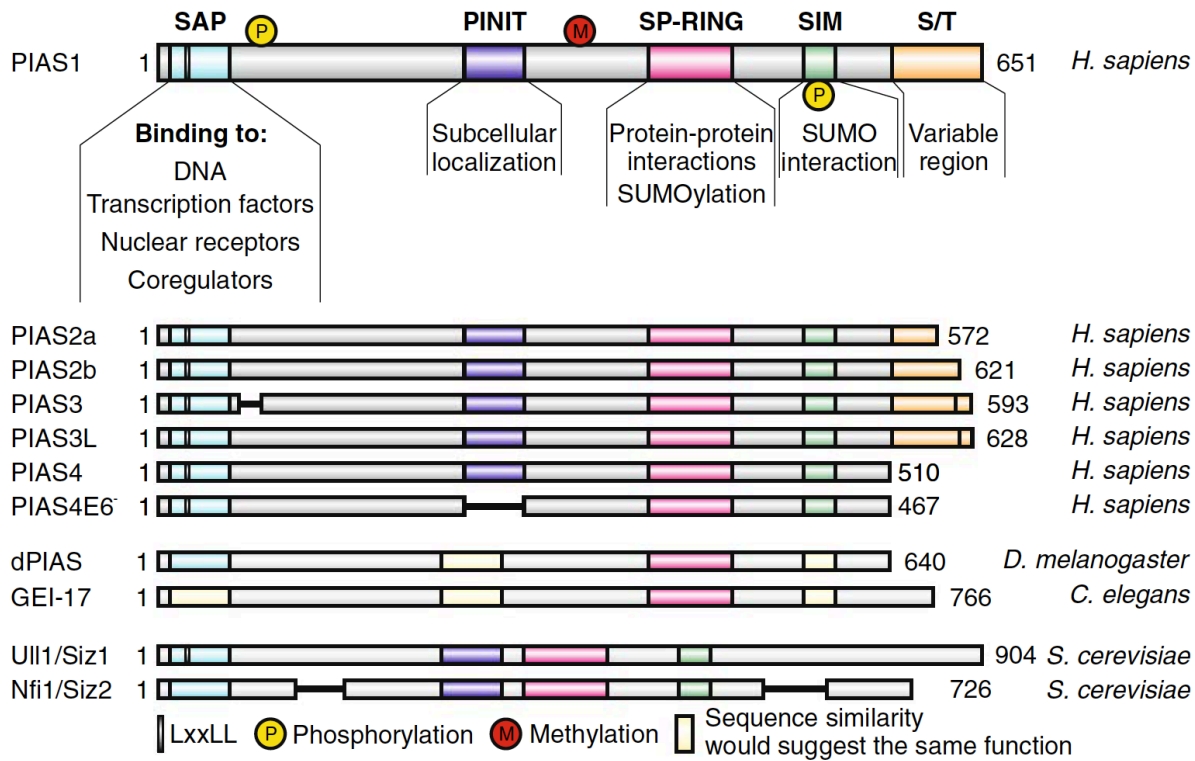 SAP P PINIT M SP-RING SIM S/T
PIAS1 1 651 H. sapiens
P
Binding to:
DNA
Transcription factors
Nuclear receptors
Coregulators
Subcellular
localization
Protein-protein
interactions
SUMOylation
SUMO
interaction
Variable
region
PIAS2a 1 572 H. sapiens
PIAS2b 1 621 H. sapiens
PIAS3 1 593 H. sapiens
PIAS3L 1 628 H. sapiens
PIAS4 1 510 H. sapiens
PIAS4E6- 1 467 H. sapiens
dPIAS 1 640 D. melanogaster
GEI-17 1 766 C. elegans
Ull1/Siz1 1 904 S. cerevisiae
Nfi1/Siz2 1 726 S. cerevisiae
LxxLL P Phosphorylation M Methylation Sequence similarity
would suggest the same function